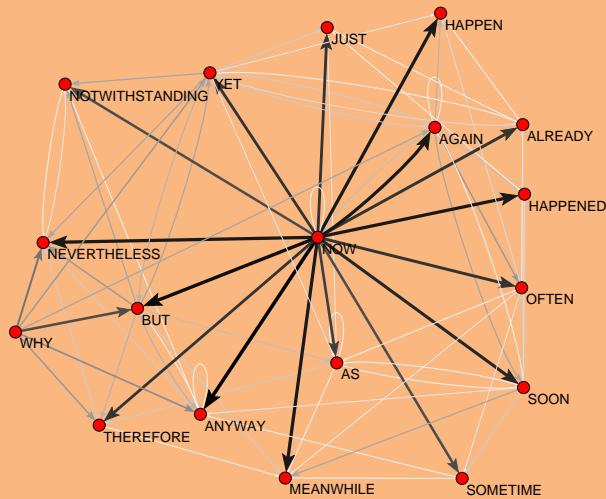 HAPPEN
JUST
YET
NOTWITHSTANDING
AGAIN
ALREADY
HAPPENED
NOW
NEVERTHELESS
OFTEN
BUT
WHY
AS
SOON
ANYWAY
THEREFORE
MEANWHILE
SOMETIME